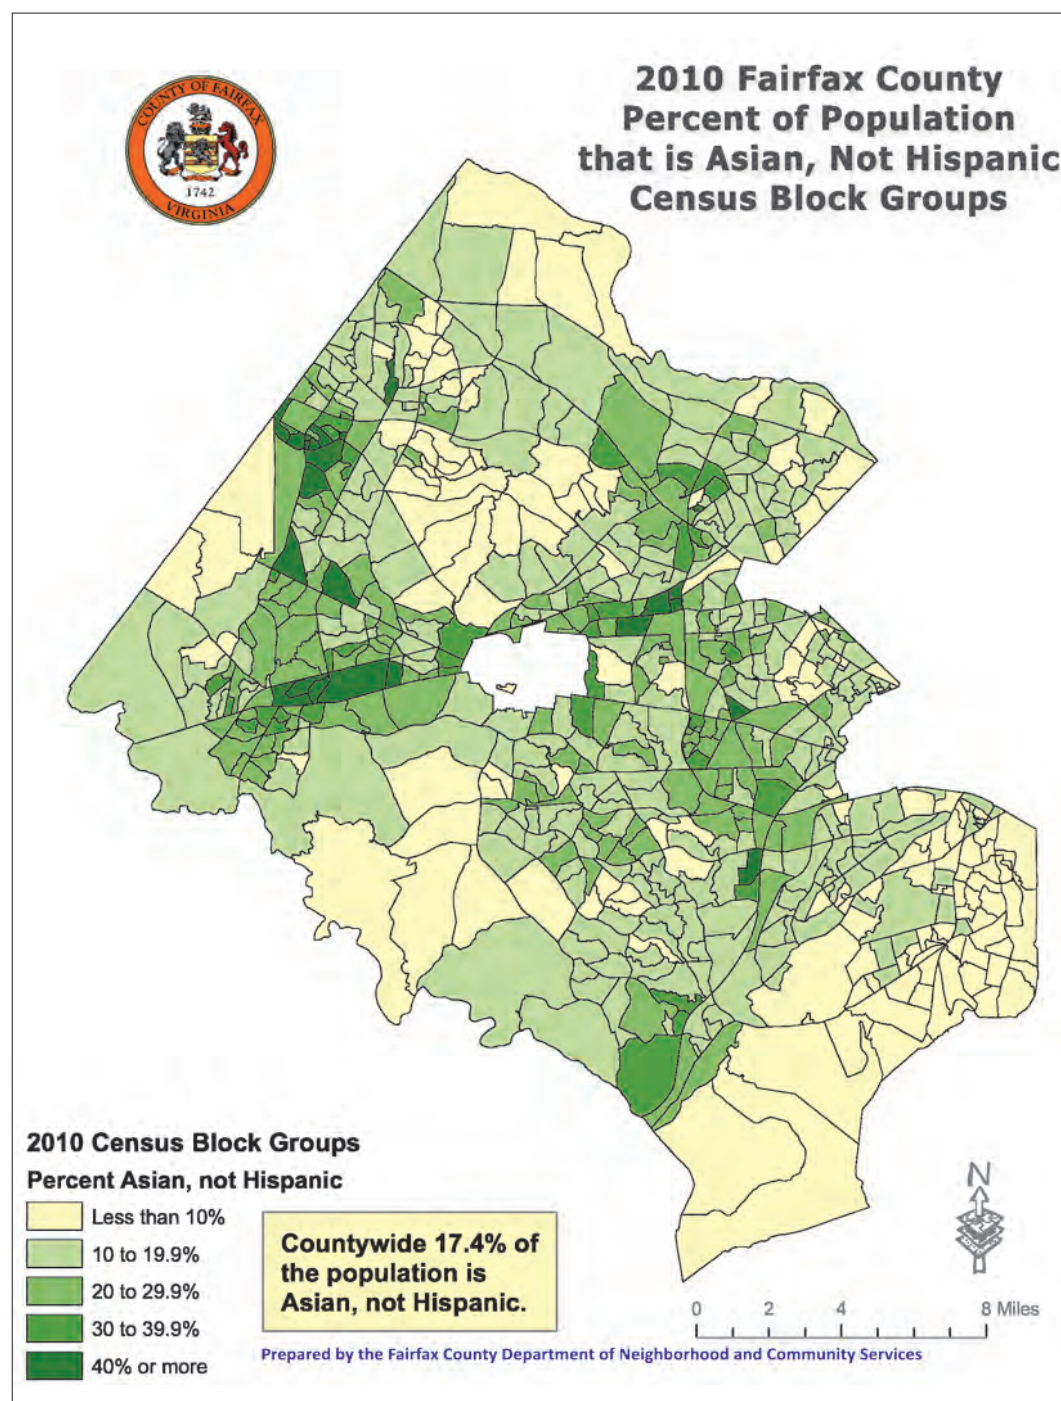 COUNTY OF FAIRFAX
1742
VIRGINIA
2010 Fairfax County
Percent of Population
that is Asian, Not Hispanic
Census Block Groups
2010 Census Block Groups
Percent Asian, not Hispanic
Less than 10%
10 to 19.9%
20 to 29.9%
30 to 39.9%
40% or more
Countywide 17.4% of
the population is
Asian, not Hispanic.
N
0 2 4 8 Miles
Prepared by the Fairfax County Department of Neighborhood and Community Services